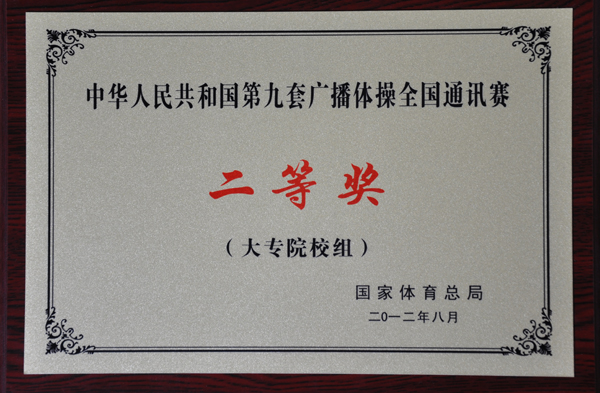 中华人民共和国第九套广播体操全国通讯赛
二等奖
（大专院校组）
国家体育总局
二0一二年八月